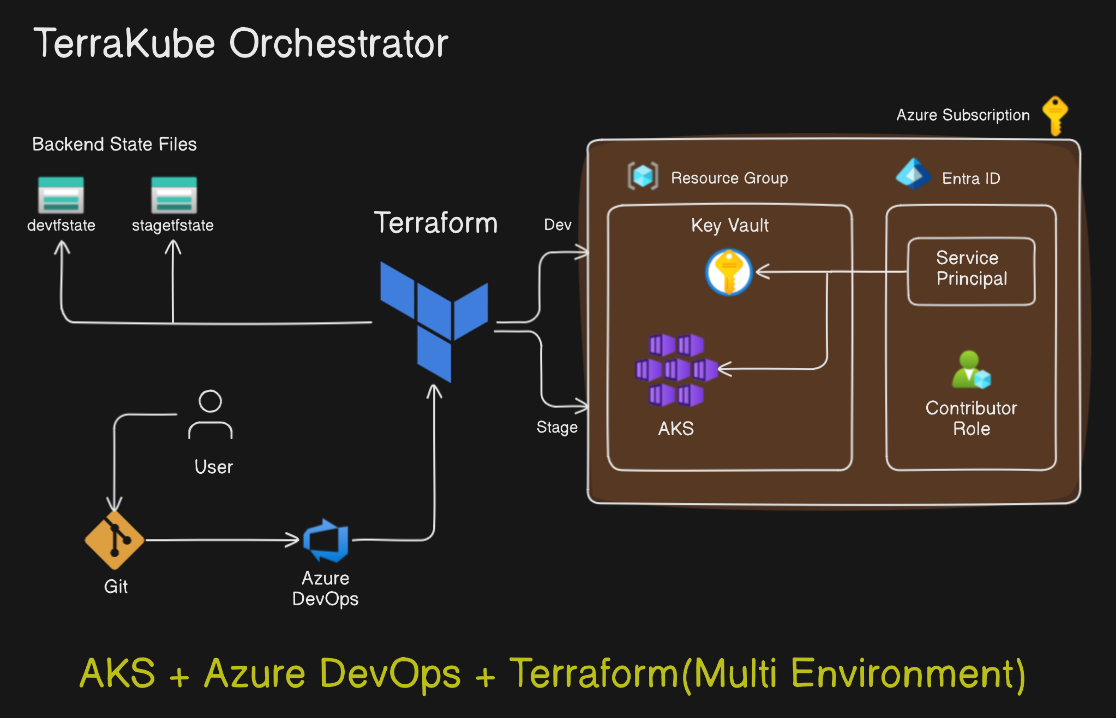 TerraKube Orchestrator
Azure Subscription
Backend State Files
Resource Group
Entra ID
devtfstate
stagetfstate
Terraform
Dev
Key Vault
Service
Principal
Stage
AKS
Contributor
Role
User
Git
Azure
DevOps
AKS + Azure DevOps + Terraform(Multi Environment)